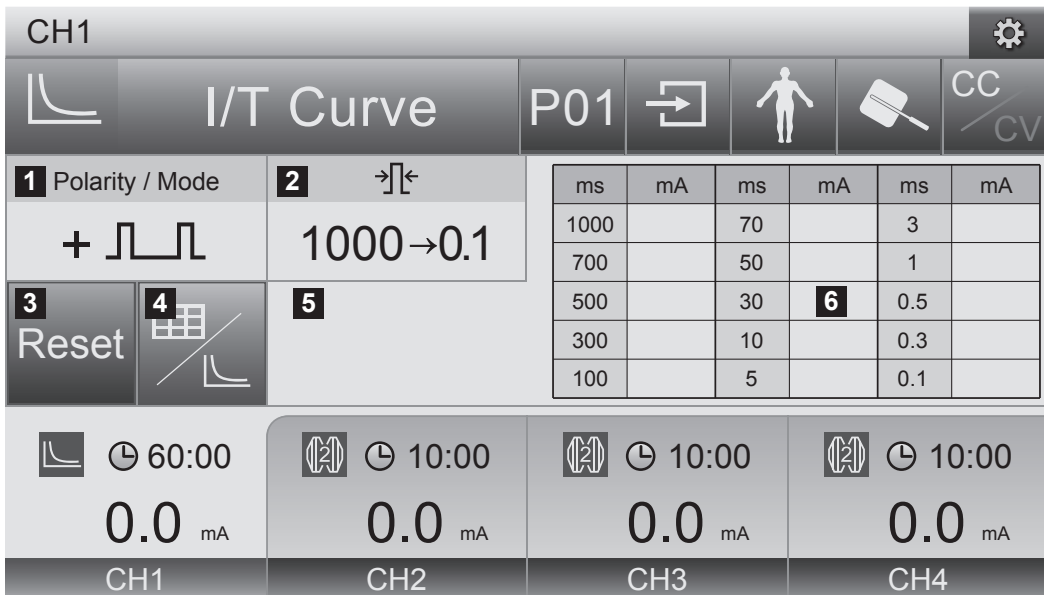 CH1
I/T Curve P01 CC/CV
1 Polarity / Mode 2
+ 1000→0.1
ms mA ms mA ms mA
1000 70 3
700 50 1
3 4 5 500 30 6 0.5
Reset 300 10 0.3
100 5 0.1
60:00 2 10:00 2 10:00 2 10:00
0.0 mA 0.0 mA 0.0 mA 0.0 mA
CH1 CH2 CH3 CH4